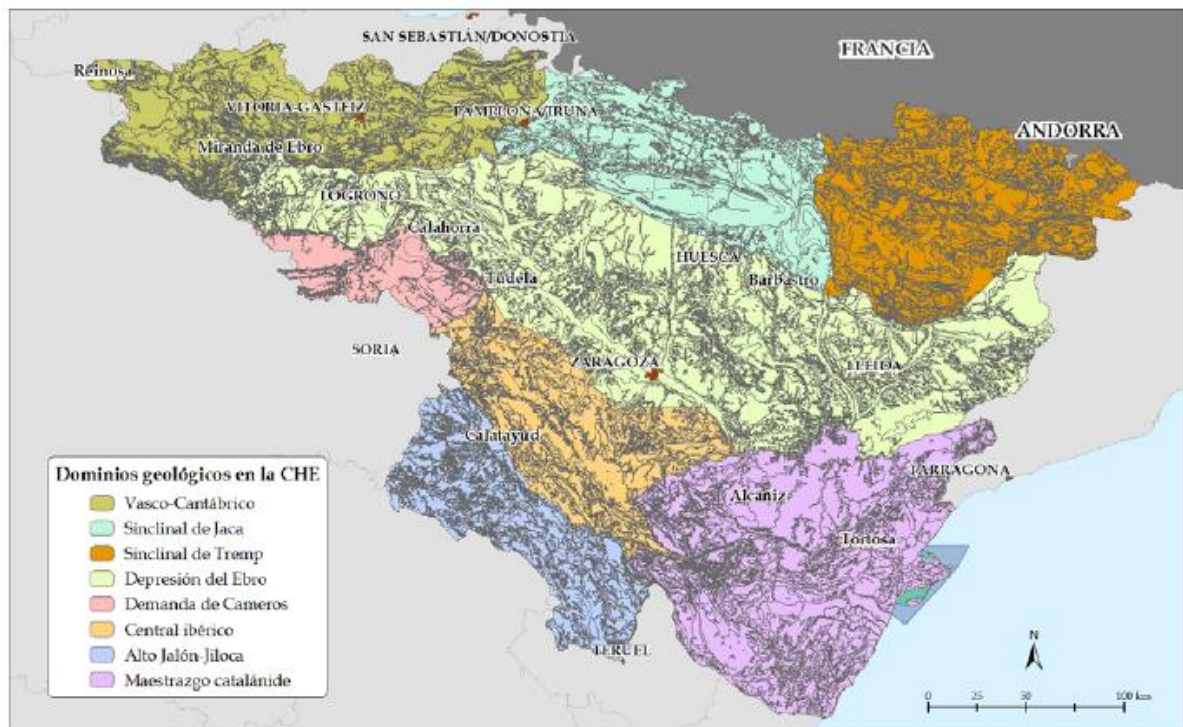 SAN SEBASTIÁN/DONOSTIA
FRANCIA
Reinosa
VITORIA-GASTEIZ
PAMPLONA/IRUÑA
ANDORRA
Miranda de Ebro
LOGROÑO
Calahorra
HUESCA
Tudela
Barbastro
SORIA
ZARAGOZA
LLEIDA
Calatayud
TARRAGONA
Alcañiz
Tortosa
TERUEL
Dominios geológicos en la CHE
Vasco-Cantábrico
Sinclinal de Jaca
Sinclinal de Tremp
Depresión del Ebro
Demanda de Cameros
Central ibérico
Alto Jalón-Jiloca
Maestrazgo catalánide
N
0 25 50 100 km